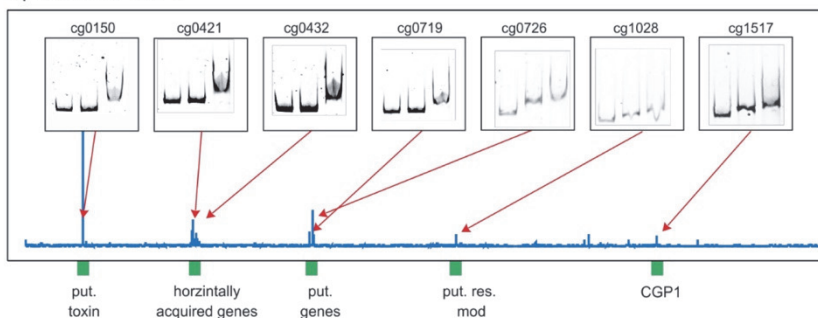 cg0150 cg0421 cg0432 cg0719 cg0726 cg1028 cg1517
put. horzintally put. put. res. CGP1
toxin acquired genes genes mod